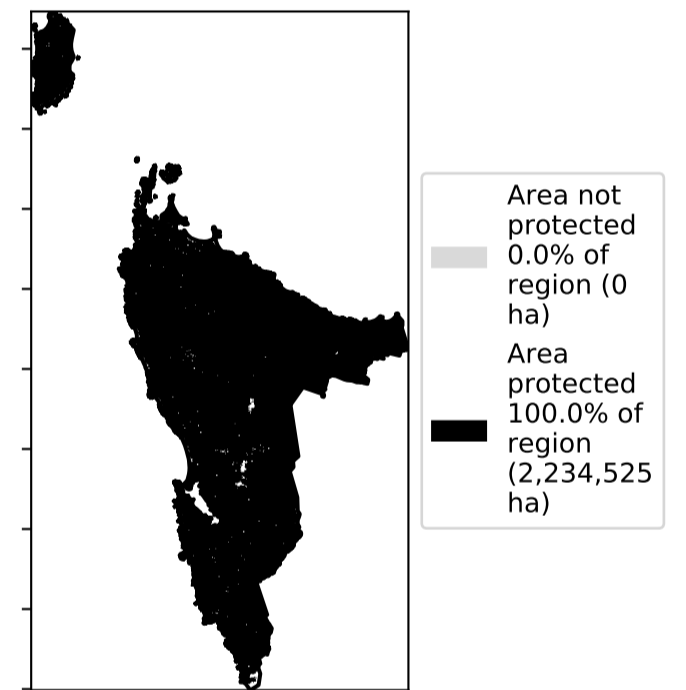 Area not
protected
0.0% of
region (0
ha)
Area
protected
100.0% of
region
(2,234,525
ha)